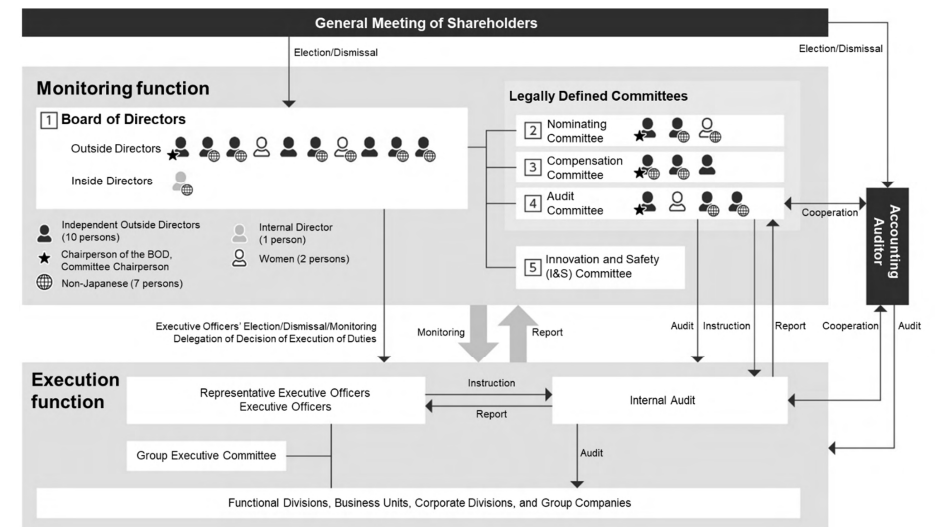 General Meeting of Shareholders
Election/Dismissal
Election/Dismissal
Monitoring function
1 Board of Directors
Outside Directors
Inside Directors
Independent Outside Directors
(10 persons)
Chairperson of the BOD,
Committee Chairperson
Non-Japanese (7 persons)
Internal Director
(1 person)
Women (2 persons)
Legally Defined Committees
2 Nominating
Committee
3 Compensation
Committee
4 Audit
Committee
5 Innovation and Safety
(I&S) Committee
Cooperation
Accounting
Auditor
Executive Officers' Election/Dismissal/Monitoring
Delegation of Decision of Execution of Duties
Monitoring
Report
Audit
Instruction
Report
Cooperation
Audit
Execution
function
Representative Executive Officers
Executive Officers
Instruction
Report
Internal Audit
Group Executive Committee
Audit
Functional Divisions, Business Units, Corporate Divisions, and Group Companies